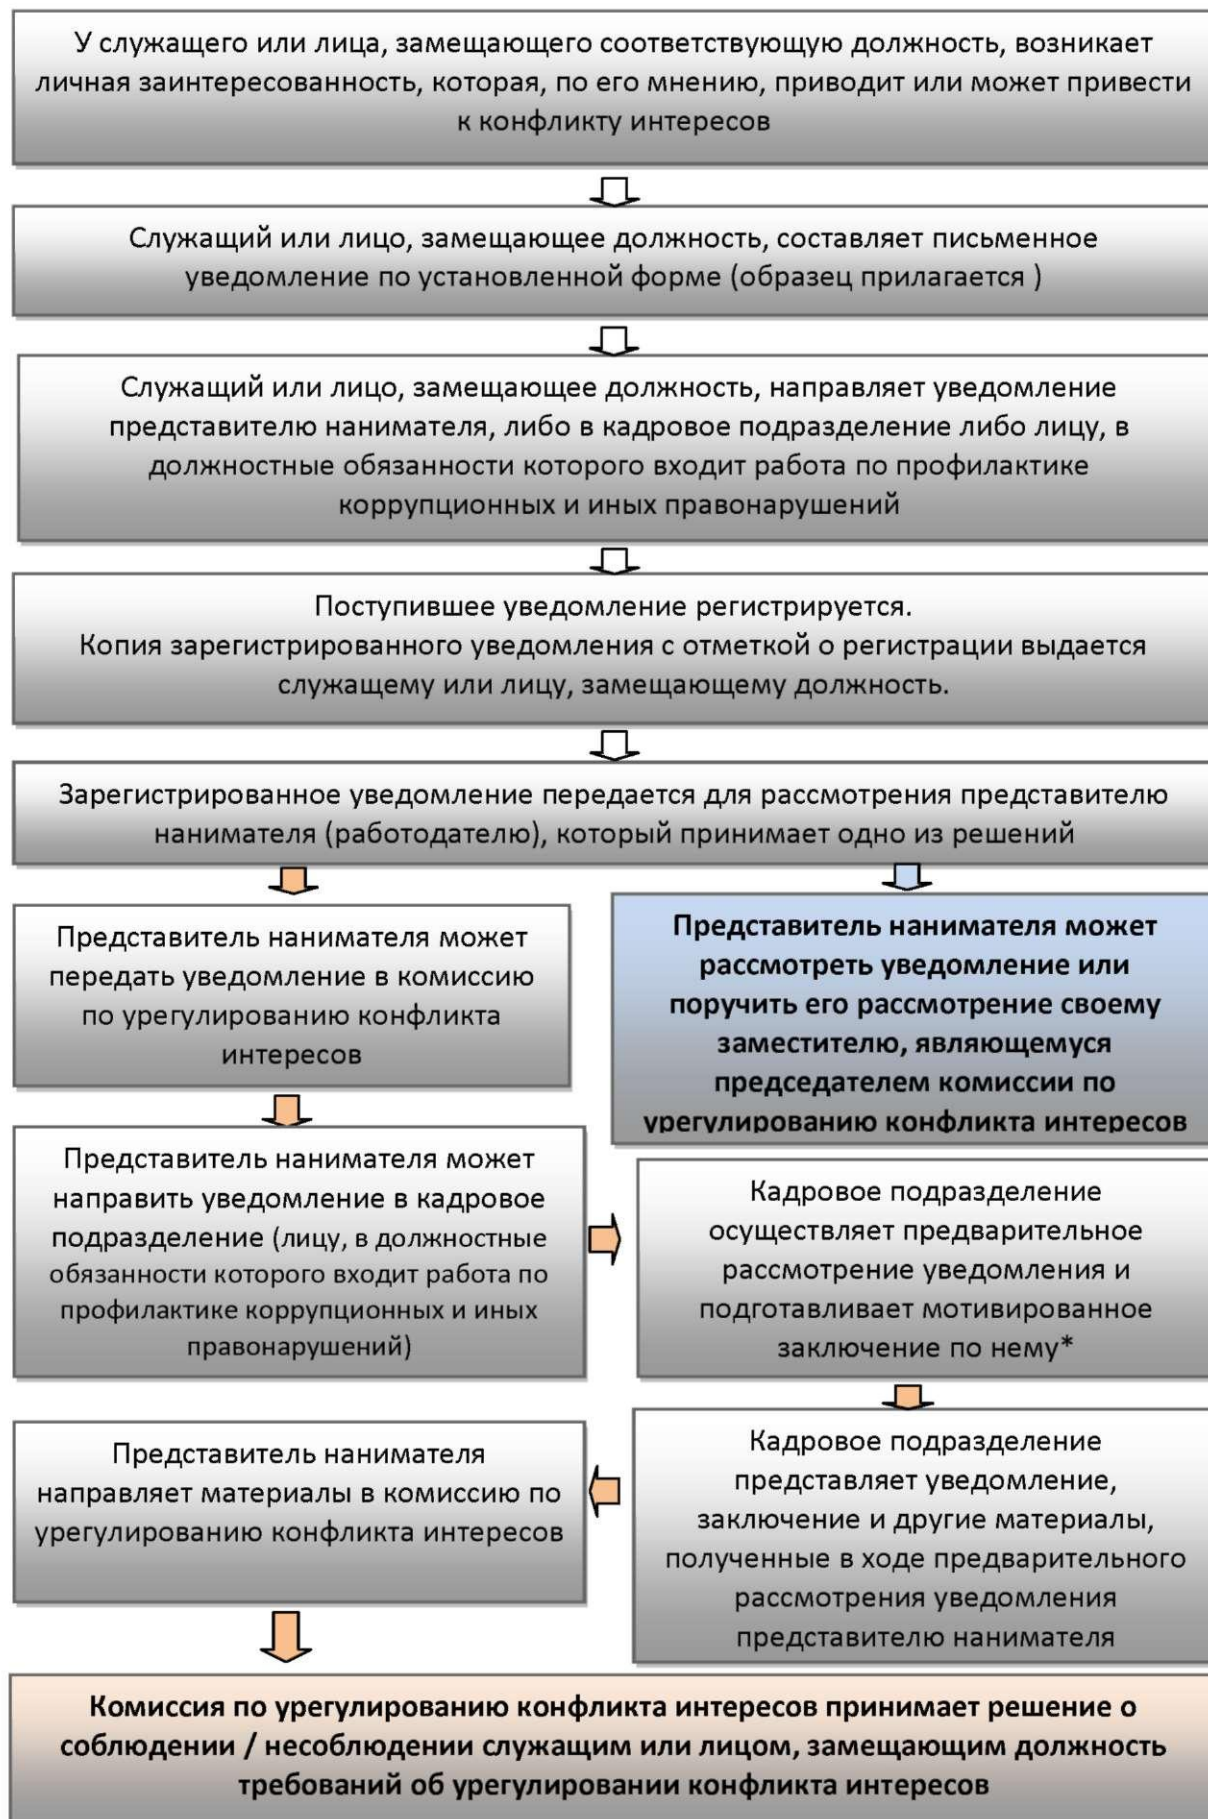 У служащего или лица, замещающего соответствующую должность, возникает
личная заинтересованность, которая, по его мнению, приводит или может привести
к конфликту интересов
Служащий или лицо, замещающее должность, составляет письменное
уведомление по установленной форме (образец прилагается )
Служащий или лицо, замещающее должность, направляет уведомление
представителю нанимателя, либо в кадровое подразделение либо лицу, в
должностные обязанности которого входит работа по профилактике
коррупционных и иных правонарушений
Поступившее уведомление регистрируется.
Копия зарегистрированного уведомления с отметкой о регистрации выдается
служащему или лицу, замещающему должность.
Зарегистрированное уведомление передается для рассмотрения представителю
нанимателя (работодателю), который принимает одно из решений
Представитель нанимателя может
передать уведомление в комиссию
по урегулированию конфликта
интересов
Представитель нанимателя может
рассмотреть уведомление или
поручить его рассмотрение своему
заместителю, являющемуся
председателем комиссии по
урегулированию конфликта интересов
Представитель нанимателя может
направить уведомление в кадровое
подразделение (лицу, в должностные
обязанности которого входит работа по
профилактике коррупционных и иных
правонарушений)
Кадровое подразделение
осуществляет предварительное
рассмотрение уведомления и
подготавливает мотивированное
заключение по нему*
Представитель нанимателя
направляет материалы в комиссию по
урегулированию конфликта интересов
Кадровое подразделение
представляет уведомление,
заключение и другие материалы,
полученные в ходе предварительного
рассмотрения уведомления
представителю нанимателя
Комиссия по урегулированию конфликта интересов принимает решение о
соблюдении / несоблюдении служащим или лицом, замещающим должность
требований об урегулировании конфликта интересов